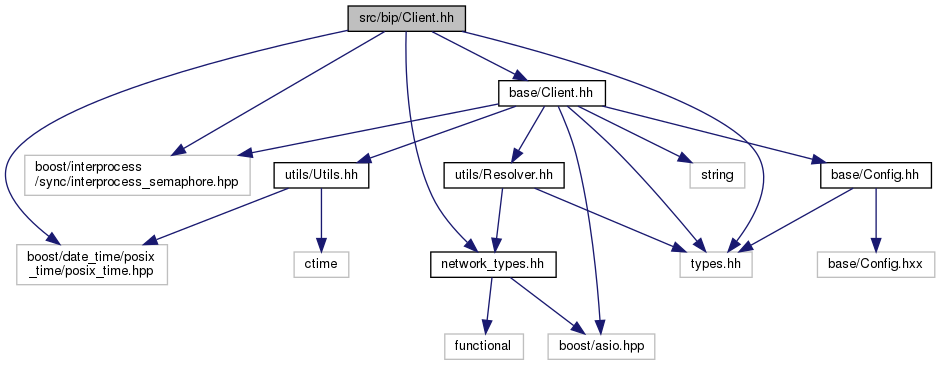 src/bip/Client.hh
base/Client.hh
boost/interprocess
/sync/interprocess_semaphore.hpp
utils/Utils.hh
utils/Resolver.hh
string
base/Config.hh
boost/date_time/posix
_time/posix_time.hpp
ctime
network_types.hh
types.hh
base/Config.hxx
functional
boost/asio.hpp